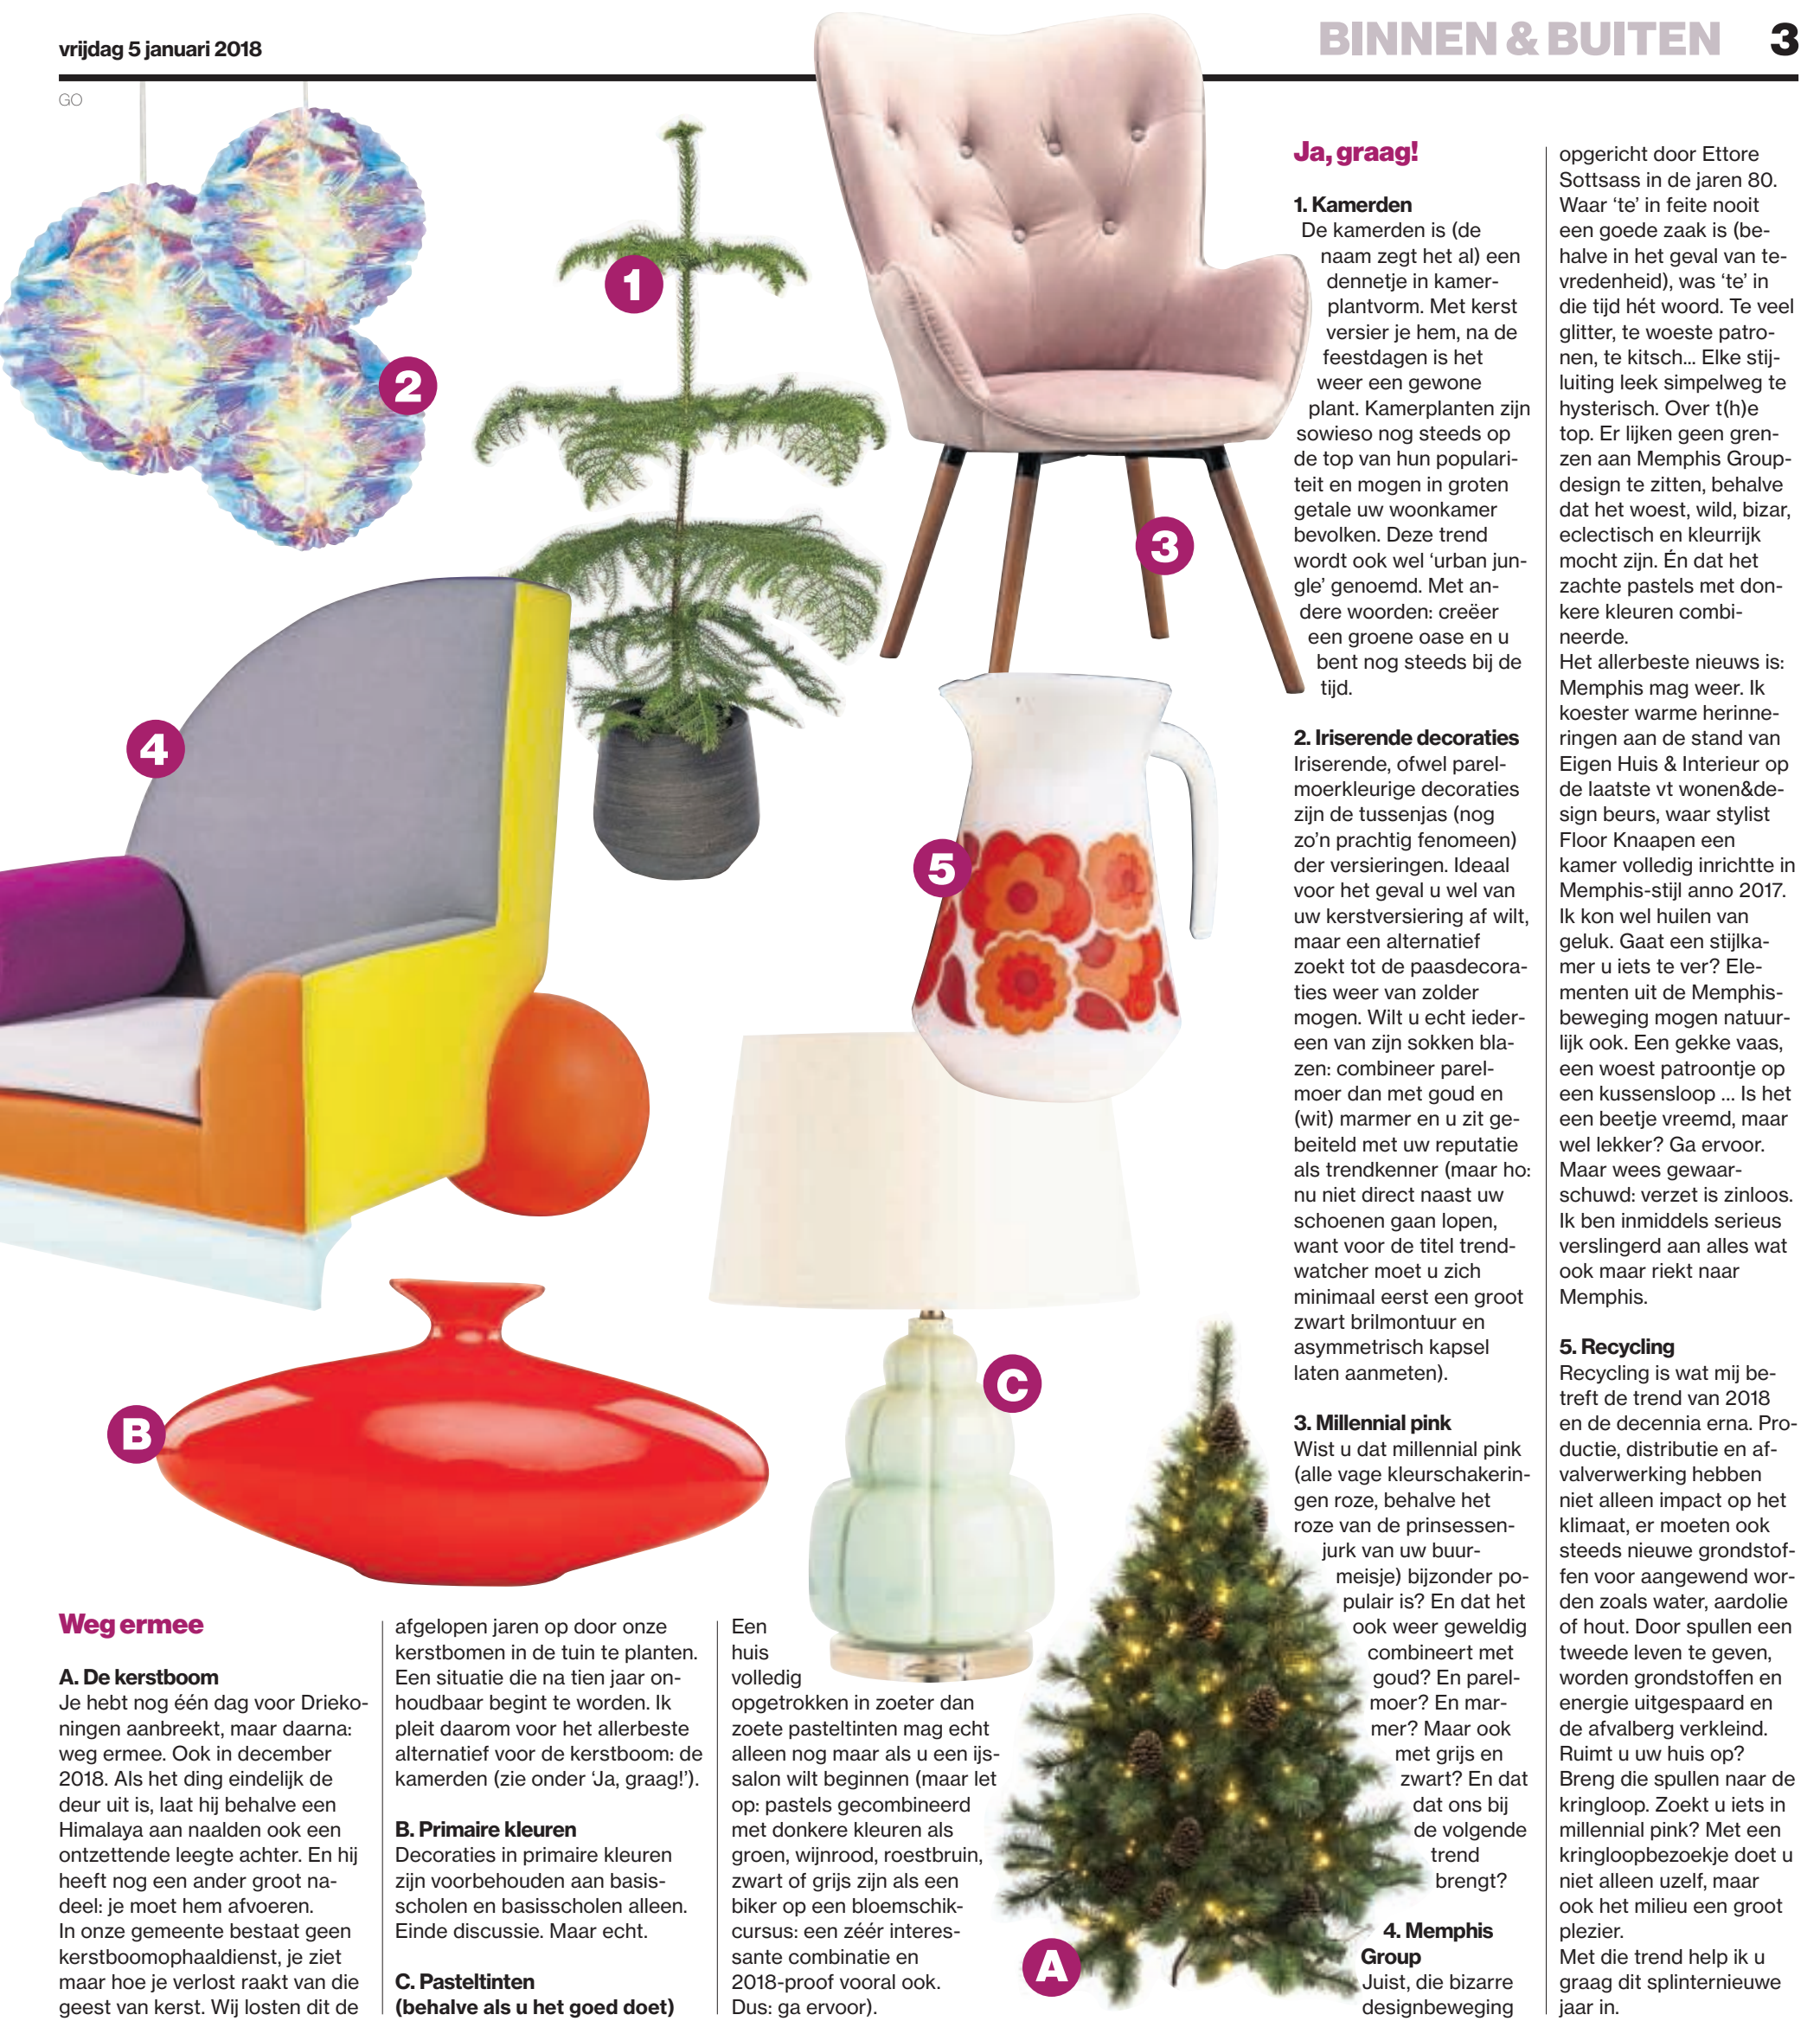 vrijdag 5 januari 2018
BINNEN & BUITEN 3
GO
1
2
3
4
5
B
C
A
Ja, graag!
1. Kamerden
De kamerden is (de
naam zegt het al) een
dennetje in kamer-
plantvorm. Met kerst
versier je hem, na de
feestdagen is het
weer een gewone
plant. Kamerplanten zijn
sowieso nog steeds op
de top van hun populari-
teit en mogen in groten
getale uw woonkamer
bevolken. Deze trend
wordt ook wel ‘urban jun-
gle’ genoemd. Met an-
dere woorden: creëer
een groene oase en u
bent nog steeds bij de
tijd.
2. Iriserende decoraties
Iriserende, ofwel parel-
moerkleurige decoraties
zijn de tussenjas (nog
zo’n prachtig fenomeen)
der versieringen. Ideaal
voor het geval u wel van
uw kerstversiering af wilt,
maar een alternatief
zoekt tot de paasdecora-
ties weer van zolder
mogen. Wilt u echt ieder-
een van zijn sokken bla-
zen: combineer parel-
moer dan met goud en
(wit) marmer en u zit ge-
beiteld met uw reputatie
als trendkenner (maar ho:
nu niet direct naast uw
schoenen gaan lopen,
want voor de titel trend-
watcher moet u zich
minimaal eerst een groot
zwart brilmontuur en
asymmetrisch kapsel
laten aanmeten).
3. Millennial pink
Wist u dat millennial pink
(alle vage kleurschakerin-
gen roze, behalve het
roze van de prinsessen-
jurk van uw buur-
meisje) bijzonder po-
pulair is? En dat het
ook weer geweldig
combineert met
goud? En parel-
moer? En mar-
mer? Maar ook
met grijs en
zwart? En dat
dat ons bij
de volgende
trend
brengt?
4. Memphis
Group
Juist, die bizarre
designbeweging
opgericht door Ettore
Sottsass in de jaren 80.
Waar ‘te’ in feite nooit
een goede zaak is (be-
halve in het geval van te-
vredenheid), was ‘te’ in
die tijd hét woord. Te veel
glitter, te woeste patro-
nen, te kitsch... Elke stij-
luiting leek simpelweg te
hysterisch. Over t(h)e
top. Er lijken geen gren-
zen aan Memphis Group-
design te zitten, behalve
dat het woest, wild, bizar,
eclectisch en kleurrijk
mocht zijn. Én dat het
zachte pastels met don-
kere kleuren combi-
neerde.
Het allerbeste nieuws is:
Memphis mag weer. Ik
koester warme herinne-
ringen aan de stand van
Eigen Huis & Interieur op
de laatste vt wonen&de-
sign beurs, waar stylist
Floor Knaapen een
kamer volledig inrichtte in
Memphis-stijl anno 2017.
Ik kon wel huilen van
geluk. Gaat een stijlka-
mer u iets te ver? Ele-
menten uit de Memphis-
beweging mogen natuur-
lijk ook. Een gekke vaas,
een woest patroontje op
een kussensloop ... Is het
een beetje vreemd, maar
wel lekker? Ga ervoor.
Maar wees gewaar-
schuwd: verzet is zinloos.
Ik ben inmiddels serieus
verslingerd aan alles wat
ook maar riekt naar
Memphis.
5. Recycling
Recycling is wat mij be-
treft de trend van 2018
en de decennia erna. Pro-
ductie, distributie en af-
valverwerking hebben
niet alleen impact op het
klimaat, er moeten ook
steeds nieuwe grondstof-
fen voor aangewend wor-
den zoals water, aardolie
of hout. Door spullen een
tweede leven te geven,
worden grondstoffen en
energie uitgespaard en
de afvalberg verkleind.
Ruimt u uw huis op?
Breng die spullen naar de
kringloop. Zoekt u iets in
millennial pink? Met een
kringloopbezoekje doet u
niet alleen uzelf, maar
ook het milieu een groot
plezier.
Met die trend help ik u
graag dit splinternieuwe
jaar in.
Weg ermee
A. De kerstboom
Je hebt nog één dag voor Drieko-
ningen aanbreekt, maar daarna:
weg ermee. Ook in december
2018. Als het ding eindelijk de
deur uit is, laat hij behalve een
Himalaya aan naalden ook een
ontzettende leegte achter. En hij
heeft nog een ander groot na-
deel: je moet hem afvoeren.
In onze gemeente bestaat geen
kerstboomophaaldienst, je ziet
maar hoe je verlost raakt van die
geest van kerst. Wij losten dit de
afgelopen jaren op door onze
kerstbomen in de tuin te planten.
Een situatie die na tien jaar on-
houdbaar begint te worden. Ik
pleit daarom voor het allerbeste
alternatief voor de kerstboom: de
kamerden (zie onder ‘Ja, graag!’).
B. Primaire kleuren
Decoraties in primaire kleuren
zijn voorbehouden aan basis-
scholen en basisscholen alleen.
Einde discussie. Maar echt.
C. Pasteltinten
(behalve als u het goed doet)
Een
huis
volledig
opgetrokken in zoeter dan
zoete pasteltinten mag echt
alleen nog maar als u een ijs-
salon wilt beginnen (maar let
op: pastels gecombineerd
met donkere kleuren als
groen, wijnrood, roestbruin,
zwart of grijs zijn als een
biker op een bloemschik-
cursus: een zéér interes-
sante combinatie en
2018-proof vooral ook.
Dus: ga ervoor).